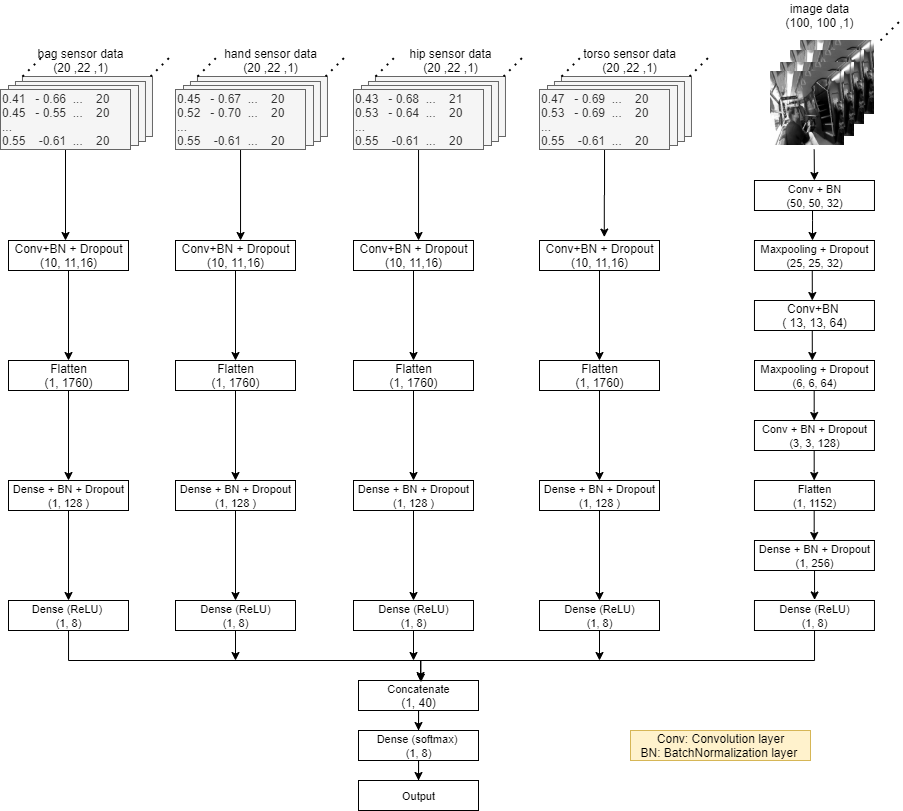 image data
(100, 100 ,1)
bag sensor data
(20 ,22 ,1)
hand sensor data
(20 ,22 ,1)
hip sensor data
(20 ,22 ,1)
torso sensor data
(20 ,22 ,1)
0.41 - 0.66 ... 20
0.45 - 0.55 ... 20
...
0.55 -0.61 ... 20
0.45 - 0.67 ... 20
0.52 - 0.70 ... 20
...
0.55 -0.61 ... 20
0.43 - 0.68 ... 21
0.53 - 0.64 ... 20
...
0.55 -0.61 ... 20
0.47 - 0.69 ... 20
0.53 - 0.69 ... 20
...
0.55 -0.61 ... 20
Conv + BN
(50, 50, 32)
Conv+BN + Dropout
(10, 11,16)
Conv+BN + Dropout
(10, 11,16)
Conv+BN + Dropout
(10, 11,16)
Conv+BN + Dropout
(10, 11,16)
Maxpooling + Dropout
(25, 25, 32)
Conv+BN
( 13, 13, 64)
Flatten
(1, 1760)
Flatten
(1, 1760)
Flatten
(1, 1760)
Flatten
(1, 1760)
Maxpooling + Dropout
(6, 6, 64)
Conv + BN + Dropout
(3, 3, 128)
Dense + BN + Dropout
(1, 128 )
Dense + BN + Dropout
(1, 128 )
Dense + BN + Dropout
(1, 128 )
Dense + BN + Dropout
(1, 128 )
Flatten
(1, 1152)
Dense + BN + Dropout
(1, 256)
Dense (ReLU)
(1, 8)
Dense (ReLU)
(1, 8)
Dense (ReLU)
(1, 8)
Dense (ReLU)
(1, 8)
Dense (ReLU)
(1, 8)
Concatenate
(1, 40)
Dense (softmax)
(1, 8)
Conv: Convolution layer
BN: BatchNormalization layer
Output